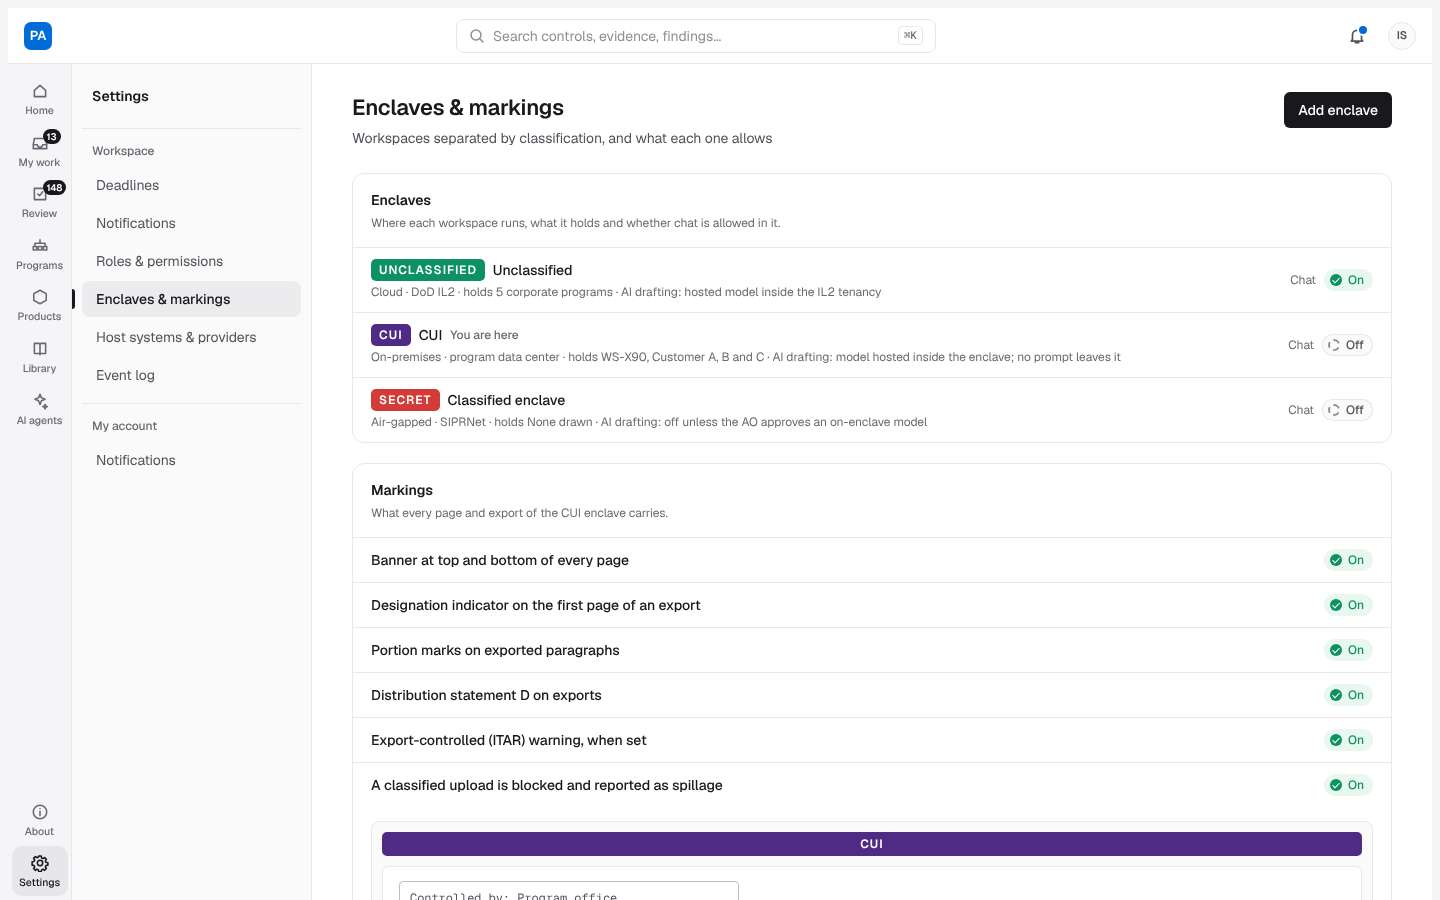 PA
Search controls, evidence, findings...
⌘K
IS
Home
13
My work
148
Review
Programs
Products
Library
AI agents
About
Settings
Settings
Workspace
Deadlines
Notifications
Roles & permissions
Enclaves & markings
Host systems & providers
Event log
My account
Notifications
Enclaves & markings
Workspaces separated by classification, and what each one allows
Add enclave
Enclaves
Where each workspace runs, what it holds and whether chat is allowed in it.
UNCLASSIFIED Unclassified
Cloud · DoD IL2 · holds 5 corporate programs · AI drafting: hosted model inside the IL2 tenancy
Chat On
CUI CUI You are here
On-premises · program data center · holds WS-X90, Customer A, B and C · AI drafting: model hosted inside the enclave; no prompt leaves it
Chat Off
SECRET Classified enclave
Air-gapped · SIPRNet · holds None drawn · AI drafting: off unless the AO approves an on-enclave model
Chat Off
Markings
What every page and export of the CUI enclave carries.
Banner at top and bottom of every page On
Designation indicator on the first page of an export On
Portion marks on exported paragraphs On
Distribution statement D on exports On
Export-controlled (ITAR) warning, when set On
A classified upload is blocked and reported as spillage On
CUI
Controlled by: Program office